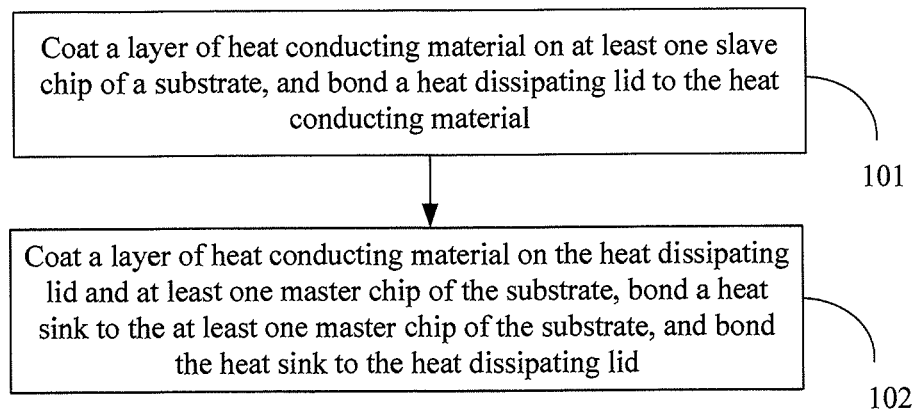 Coat a layer of heat conducting material on at least one slave
chip of a substrate, and bond a heat dissipating lid to the heat
conducting material
101
Coat a layer of heat conducting material on the heat dissipating
lid and at least one master chip of the substrate, bond a heat
sink to the at least one master chip of the substrate, and bond
the heat sink to the heat dissipating lid
102